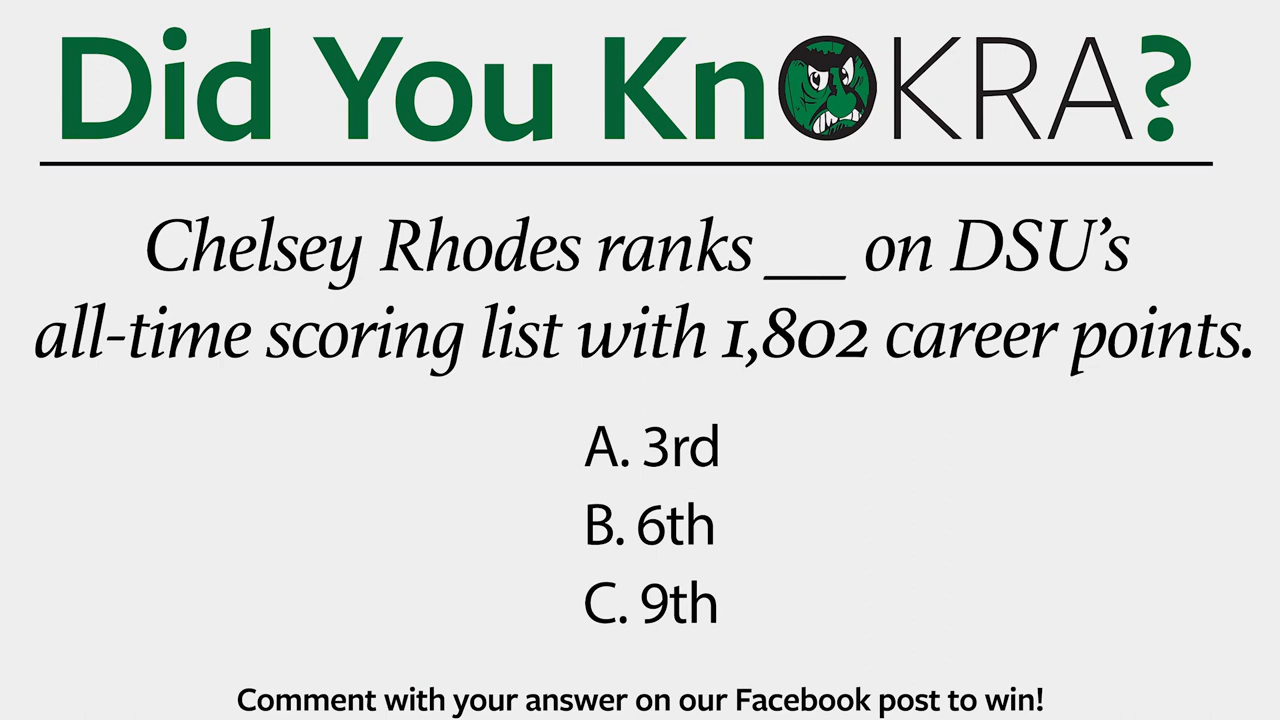 Did You KnOKRA?
Chelsey Rhodes ranks __ on DSU’s
all-time scoring list with 1,802 career points.
A. 3rd
B. 6th
C. 9th
Comment with your answer on our Facebook post to win!